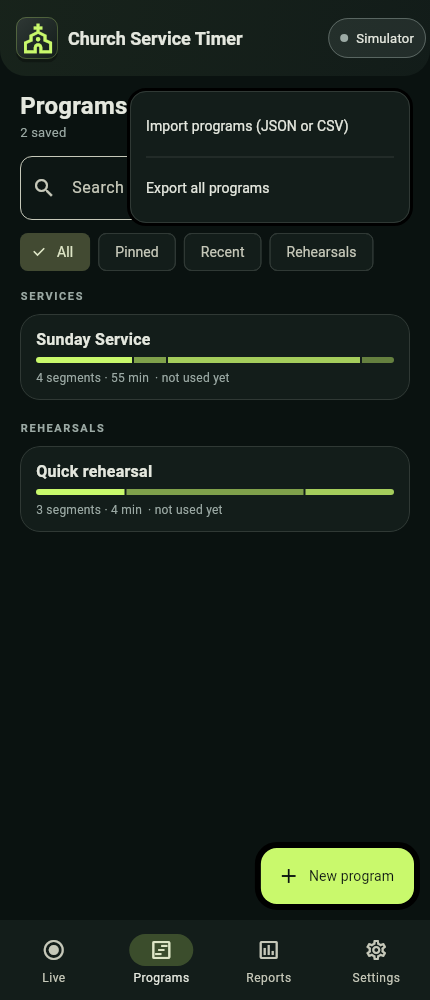 Church Service Timer
Simulator
Programs
2 saved
Import programs (JSON or CSV)
Export all programs
Search
All
Pinned
Recent
Rehearsals
SERVICES
Sunday Service
4 segments · 55 min · not used yet
REHEARSALS
Quick rehearsal
3 segments · 4 min · not used yet
New program
Live
Programs
Reports
Settings